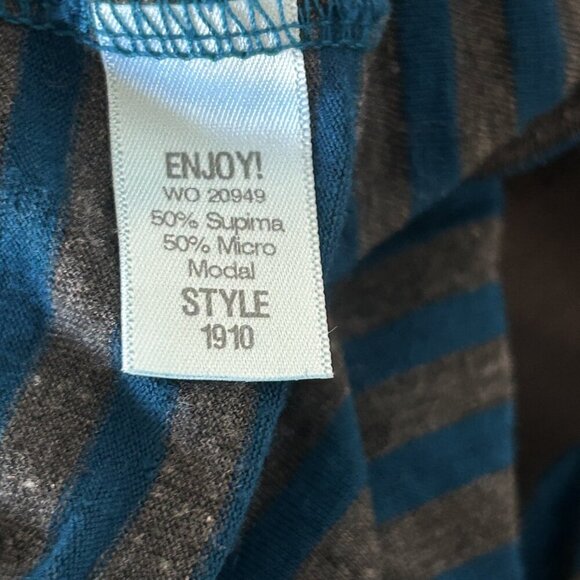 ENJOY!
WO 20949
50% Supima
50% Micro
Modal
STYLE
1910